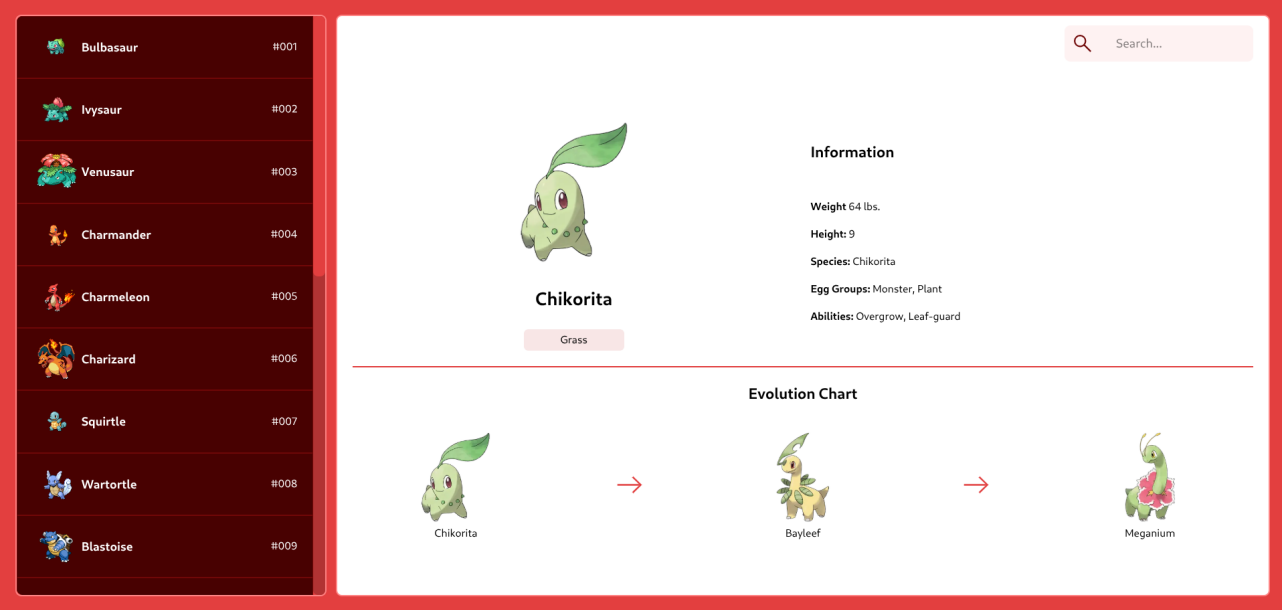 Bulbasaur #001
Ivysaur #002
Venusaur #003
Charmander #004
Charmeleon #005
Charizard #006
Squirtle #007
Wartortle #008
Blastoise #009
Search...
Chikorita
Grass
Information
Weight 64 lbs.
Height: 9
Species: Chikorita
Egg Groups: Monster, Plant
Abilities: Overgrow, Leaf-guard
Evolution Chart
Chikorita
Bayleef
Meganium